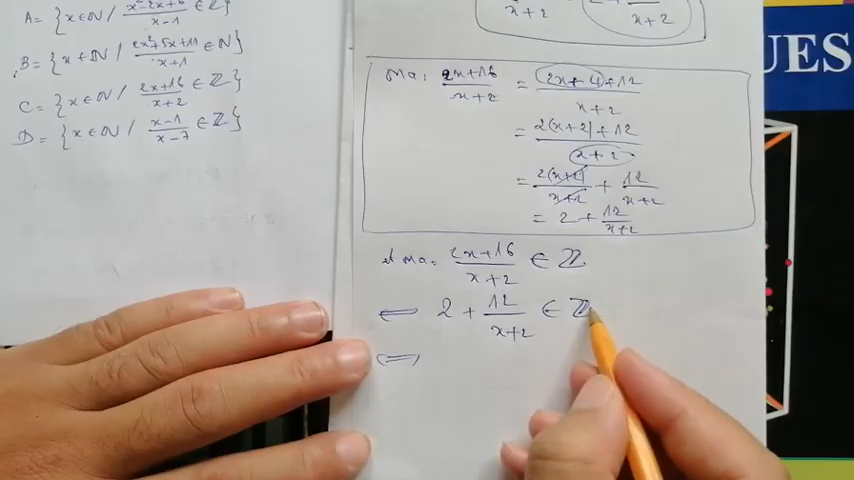 A = {x ∈ ℕ / x²-2x+6 / x-1 ∈ ℤ}
B = {x ∈ ℕ / 2x²+5x+11 / x+1 ∈ ℕ}
C = {x ∈ ℕ / 2x+16 / x+2 ∈ ℤ}
D = {x ∈ ℕ / x-1 / x-7 ∈ ℤ}
x+2
x+2
ma: 2x+16 / x+2 = 2x+4+12 / x+2
= 2(x+2)+12 / x+2
= 2(x+2) / x+2 + 12 / x+2
= 2 + 12 / x+2
et ma: 2x+16 / x+2 ∈ ℤ
⟺ 2 + 12 / x+2 ∈ ℤ
⟺
UES